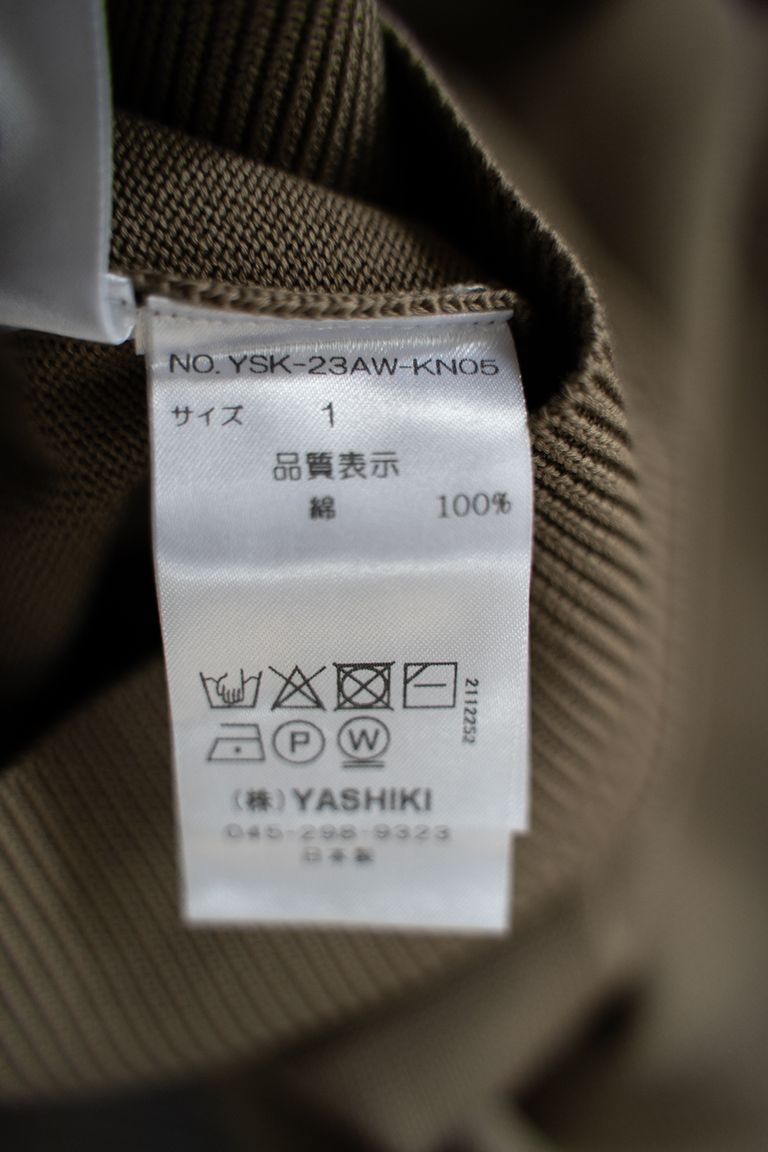 NO. YSK-23AW-KN05
サイズ 1
品質表示
綿 100%
2112252
P W
(株) YASHIKI
045-298-9323
日本製